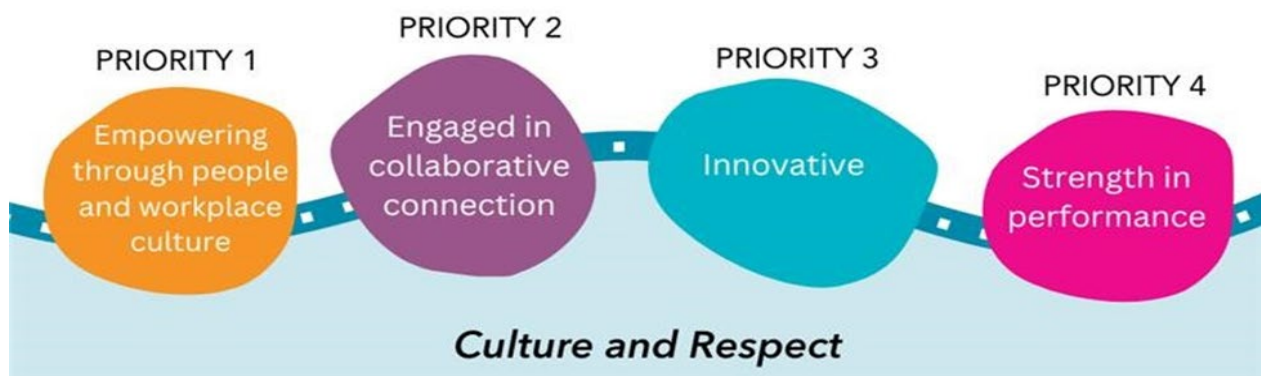 PRIORITY 1
Empowering
through people
and workplace
culture
PRIORITY 2
Engaged in
collaborative
connection
PRIORITY 3
Innovative
PRIORITY 4
Strength in
performance
Culture and Respect